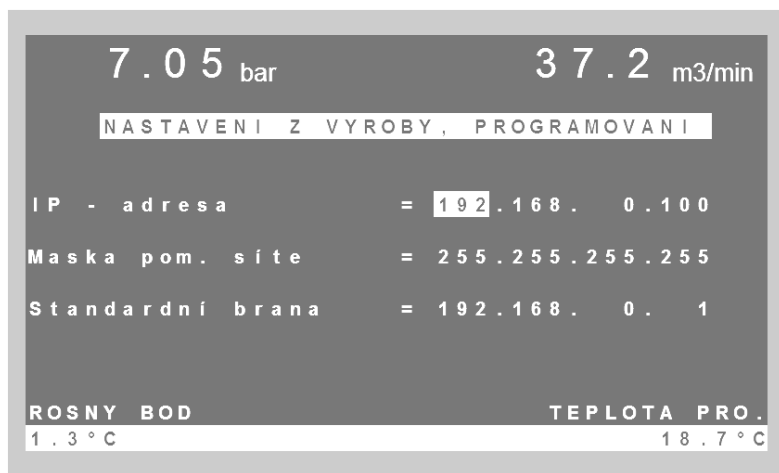 7.05 bar 37.2 m3/min
NASTAVENI Z VYROBY, PROGRAMOVANI
IP - adresa = 192.168. 0.100
Maska pom. síte = 255.255.255.255
Standardní brana = 192.168. 0. 1
ROSNY BOD TEPLOTA PRO.
1.3°C 18.7°C